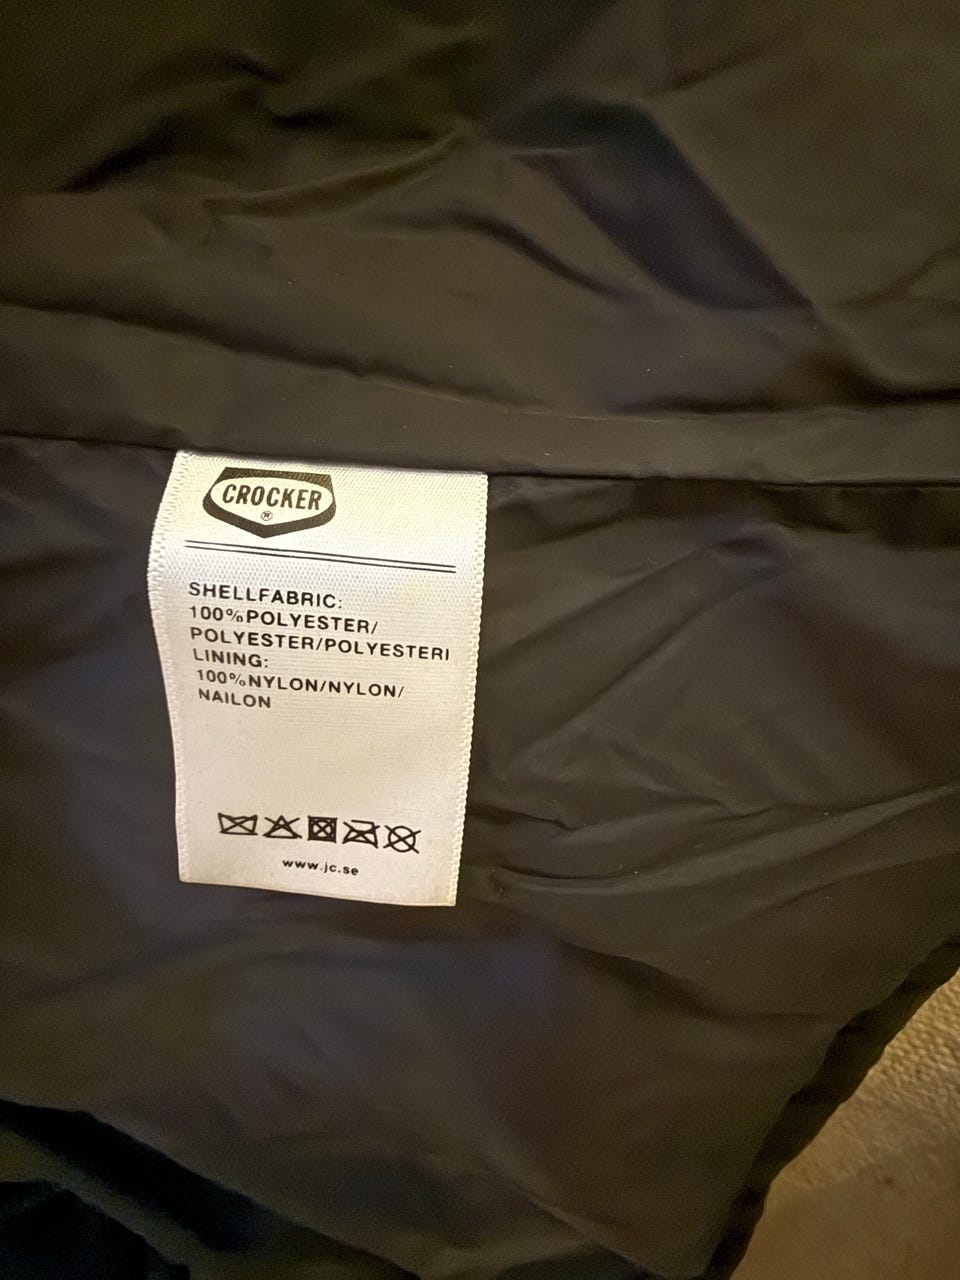 CROCKER
®
SHELLFABRIC:
100%POLYESTER/
POLYESTER/POLYESTERI
LINING:
100%NYLON/NYLON/
NAILON
www.jc.se